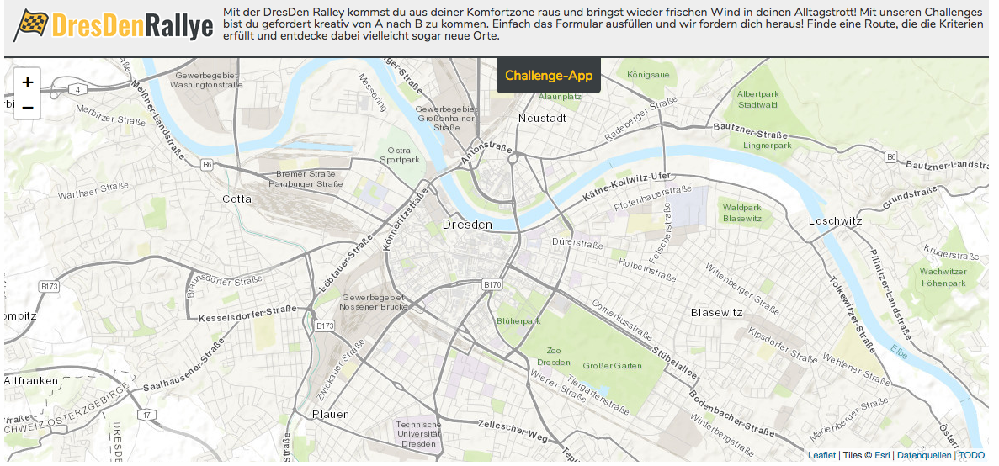 DresDenRallye
Mit der DresDen Ralley kommst du aus deiner Komfortzone raus und bringst wieder frischen Wind in deinen Alltagstrott! Mit unseren Challenges
bist du gefordert kreativ von A nach B zu kommen. Einfach das Formular ausfüllen und wir fordern dich heraus! Finde eine Route, die die Kriterien
erfüllt und entdecke dabei vielleicht sogar neue Orte.
+
−
Challenge-App
Gewerbegebiet
Washingtonstraße
4
Meißner-Landstraße
Merbitzer Straße
Messering
Gewerbegebiet
Großenhainer
Straße
Königsaue
Alaunplatz
Neustadt
Albertpark
Stadtwald
Radeberger Straße
Bautzner-Straße
Lingnerpark
B6
Bautzner-Landstra
Ostra
Sportpark
Antonstraße
B6
Bremer Straße
Hamburger Straße
Warthaer Straße
Cotta
Käthe-Kollwitz-Ufer
Pfotenhauerstraße
Fetscherstraße
Waldpark
Blasewitz
Grundstraße
Loschwitz
Könneritzstraße
Dresden
Dürerstraße
Löbtauer-Straße
Holbeinstraße
Wittenberger Straße
Pillnitzer-Landstraße
Krugerstraße
Wachwitzer
Höhenpark
Braunsdorfer Straße
B173
B170
Gewerbegebiet
Nossener Brücke
Tolkewitzer-Straße
ompitz
Kesselsdorfer-Straße
B173
Blüherpark
Comeniusstraße
Blasewitz
Zoo
Dresden
Großer Garten
Stübelallee
Kipsdorfer Straße
Wehlener Straße
Elbe
Saalhausener-Straße
Zwickauer Straße
Wiener Straße
Tiergartenstraße
Altfranken
Bodenbacher-Straße
Plauen
17
Technische
Universität
Dresden
Zellescher-Weg
Winterbergstraße
Marienberger Straße
Leaflet | Tiles © Esri | Datenquellen | TODO